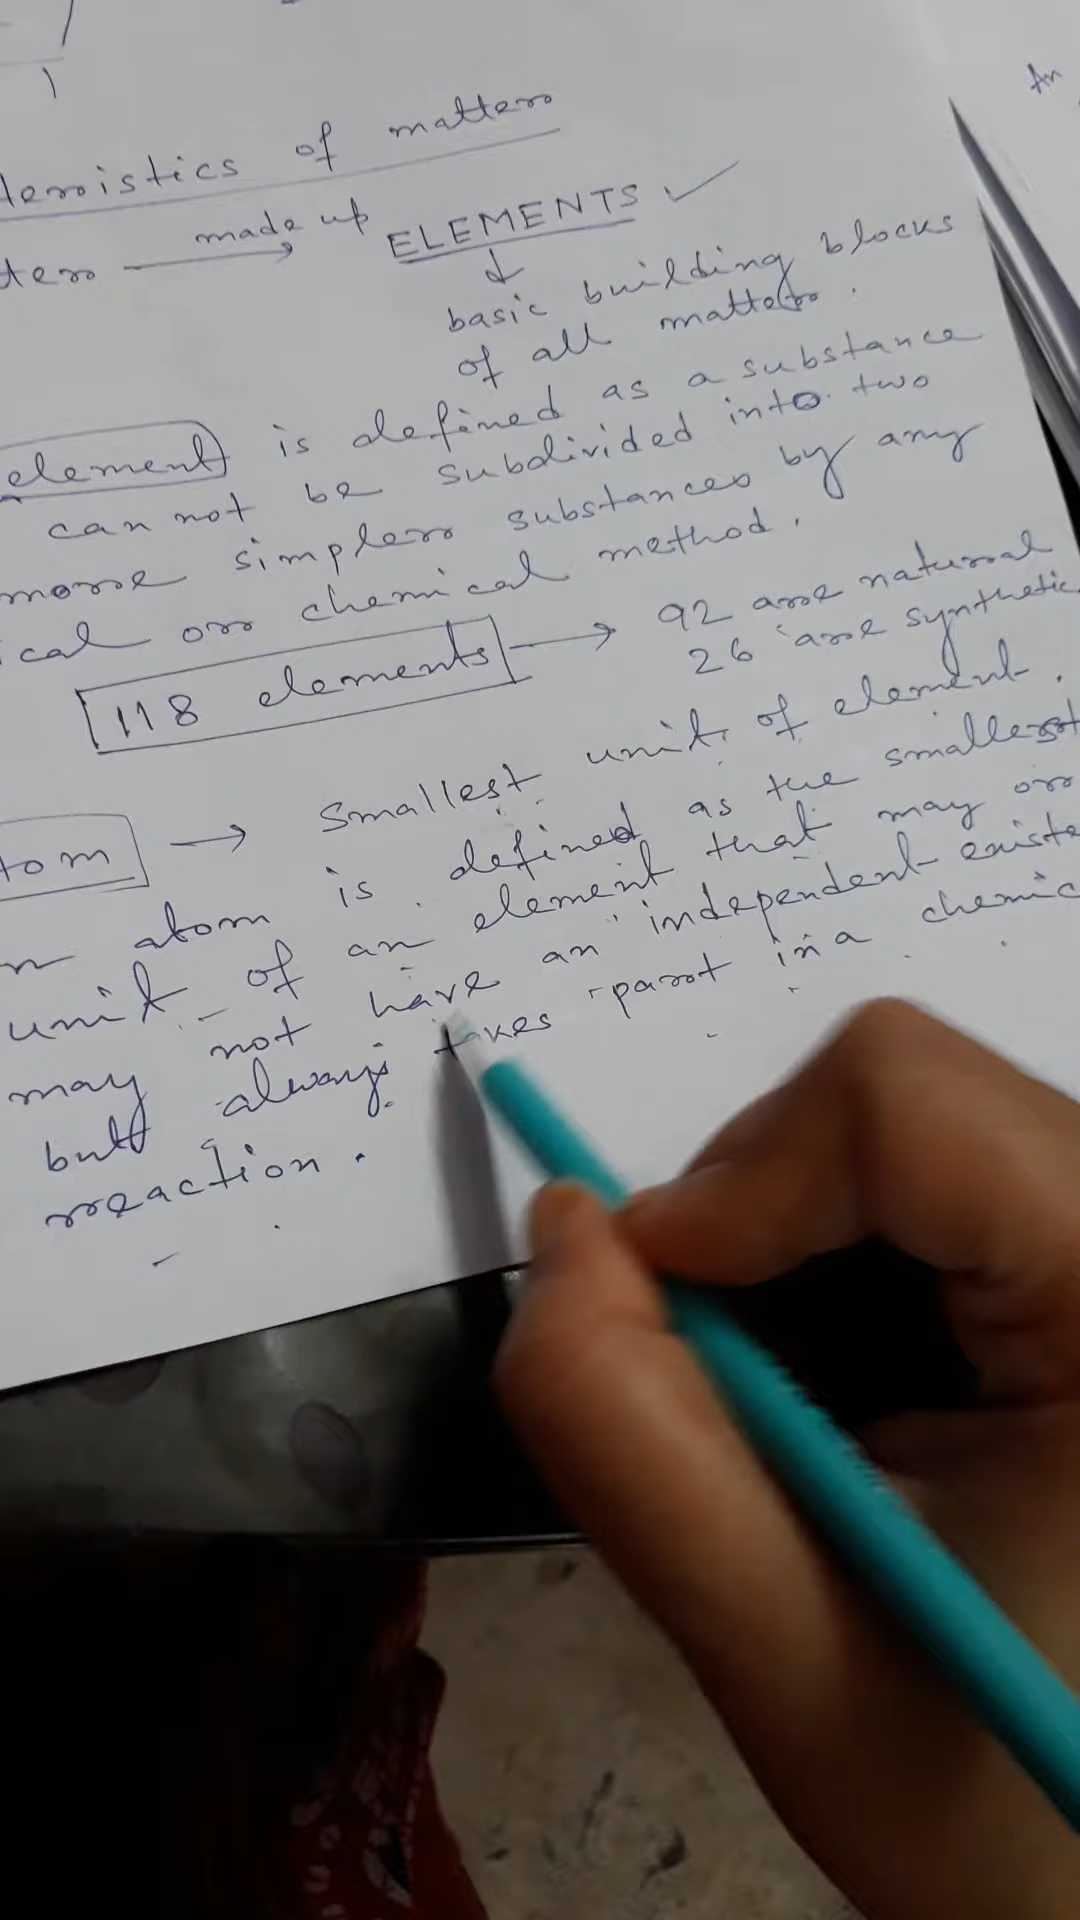 An
teristics of matter
tter made up → ELEMENTS ✓
↓
basic building blocks
of all matter.
element is defined as a substance
can not be subdivided into two
more simpler substances by any
ical or chemical method.
118 elements → 92 are natural
26 are synthetic
tom → Smallest unit of element.
n atom is defined as the smallest
unit of an element that may or
may not have an independent existe
but always takes part in a chemic
reaction.